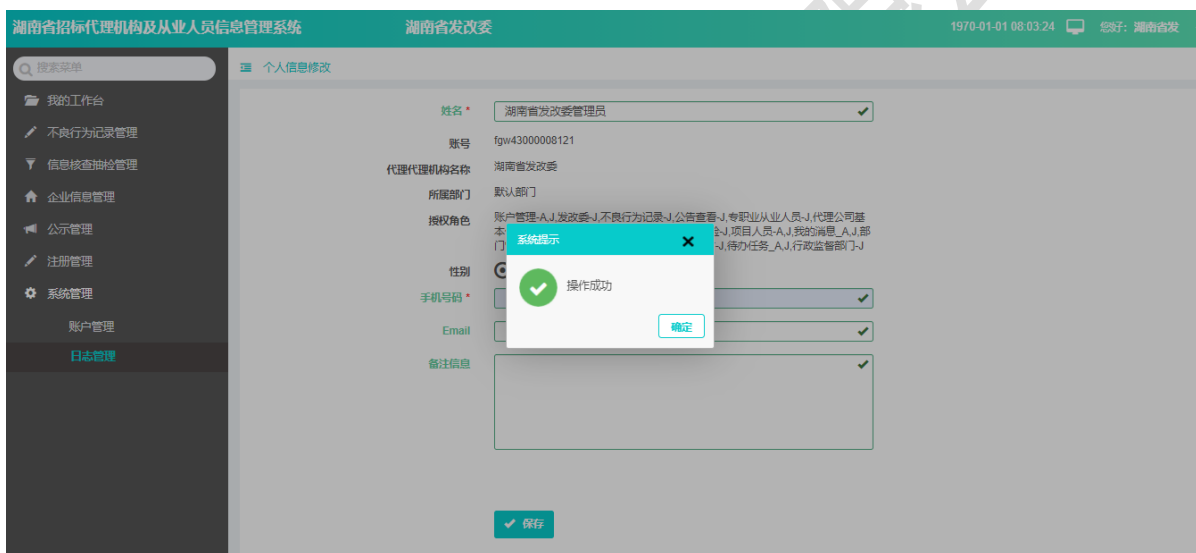 湖南省招标代理机构及从业人员信息管理系统
湖南省发改委
1970-01-01 08:03:24 您好：湖南省发
搜索菜单
我的工作台
不良行为记录管理
信息核查抽检管理
企业信息管理
公示管理
注册管理
系统管理
账户管理
日志管理
个人信息修改
姓名 * 湖南省发改委管理员
账号 fgw43000008121
代理代理机构名称 湖南省发改委
所属部门 默认部门
授权角色 账户管理-A,J,发改委-J,不良行为记录-J,公告查看-J,专职业从业人员-J,代理公司基
本 -J,项目人员-A,J,我的消息_A,J,部
门 -J,待办任务_A,J,行政监督部门-J
性别
手机号码 *
Email
备注信息
保存
系统提示
操作成功
确定